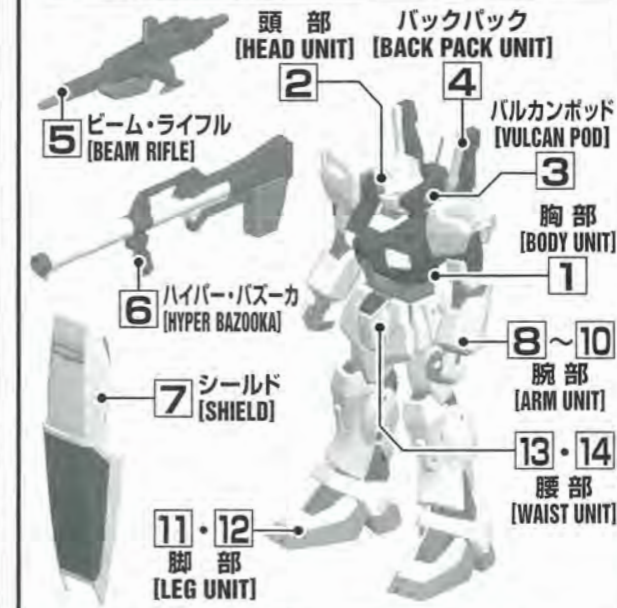 頭 部
[HEAD UNIT]
2
バックパック
[BACK PACK UNIT]
4
5 ビーム・ライフル
[BEAM RIFLE]
バルカンポッド
[VULCAN POD]
3
胸 部
[BODY UNIT]
1
6 ハイパー・バズーカ
[HYPER BAZOOKA]
7 シールド
[SHIELD]
8～10
腕 部
[ARM UNIT]
13・14
腰 部
[WAIST UNIT]
11・12
脚 部
[LEG UNIT]